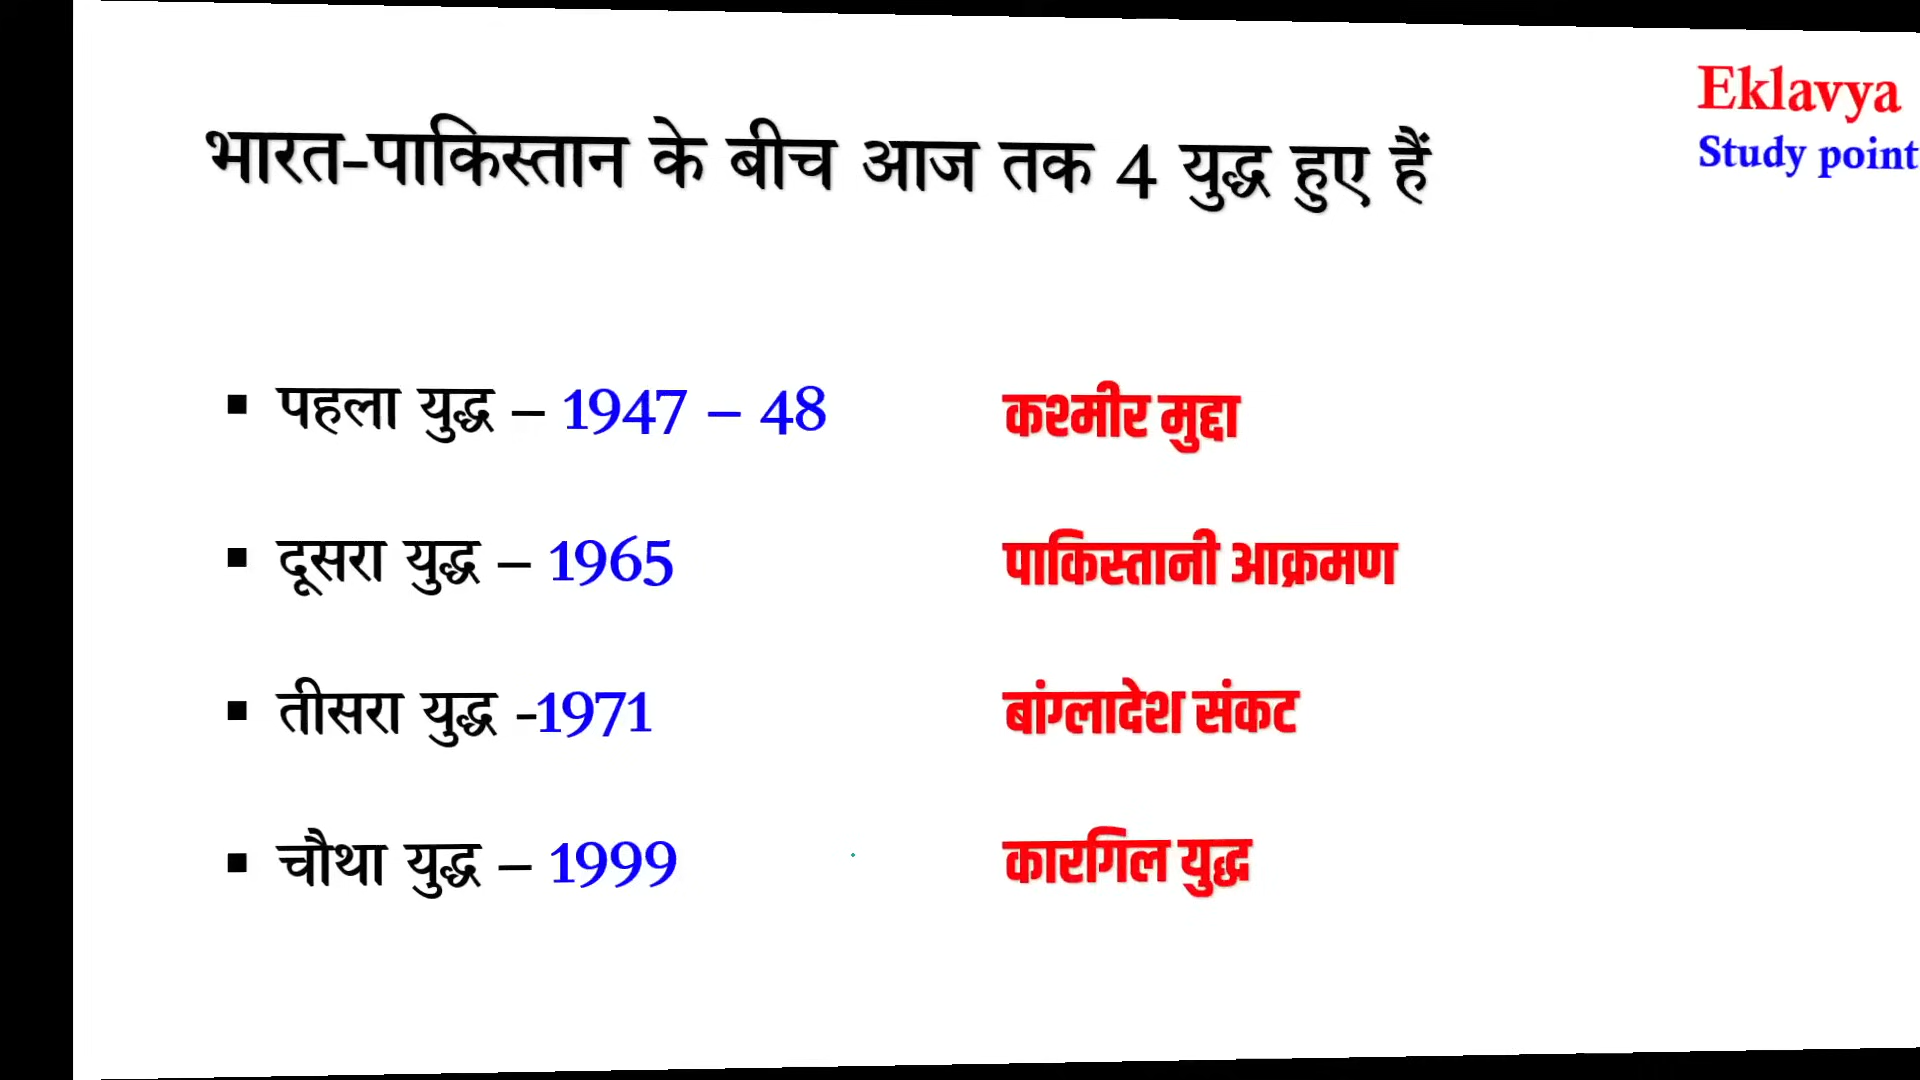 Eklavya
Study point
भारत-पाकिस्तान के बीच आज तक 4 युद्ध हुए हैं
▪ पहला युद्ध – 1947 – 48 कश्मीर मुद्दा
▪ दूसरा युद्ध – 1965 पाकिस्तानी आक्रमण
▪ तीसरा युद्ध -1971 बांग्लादेश संकट
▪ चौथा युद्ध – 1999 कारगिल युद्ध